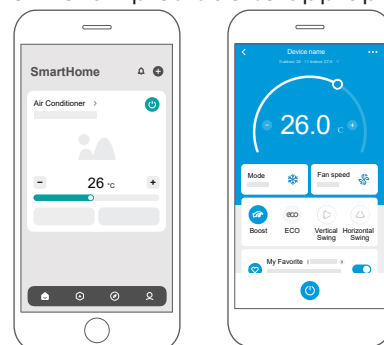 SmartHome
Air Conditioner >
- 26 °C +
Device name
- 26.0 c +
Mode
Fan speed
eco
Boost
ECO
Vertical Swing
Horizontal Swing
My Favorite